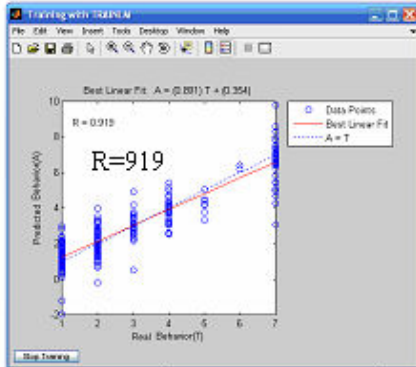 Training with TRAINLM
File Edit View Insert Tools Desktop Window Help
Best Linear Fit: A = (0.891) T + (0.354)
R = 0.919
R=919
Data Points
Best Linear Fit
A = T
Predicted Behavior(A)
10
8
6
4
2
0
-2
1 2 3 4 5 6 7
Real Behavior(T)
Stop Training